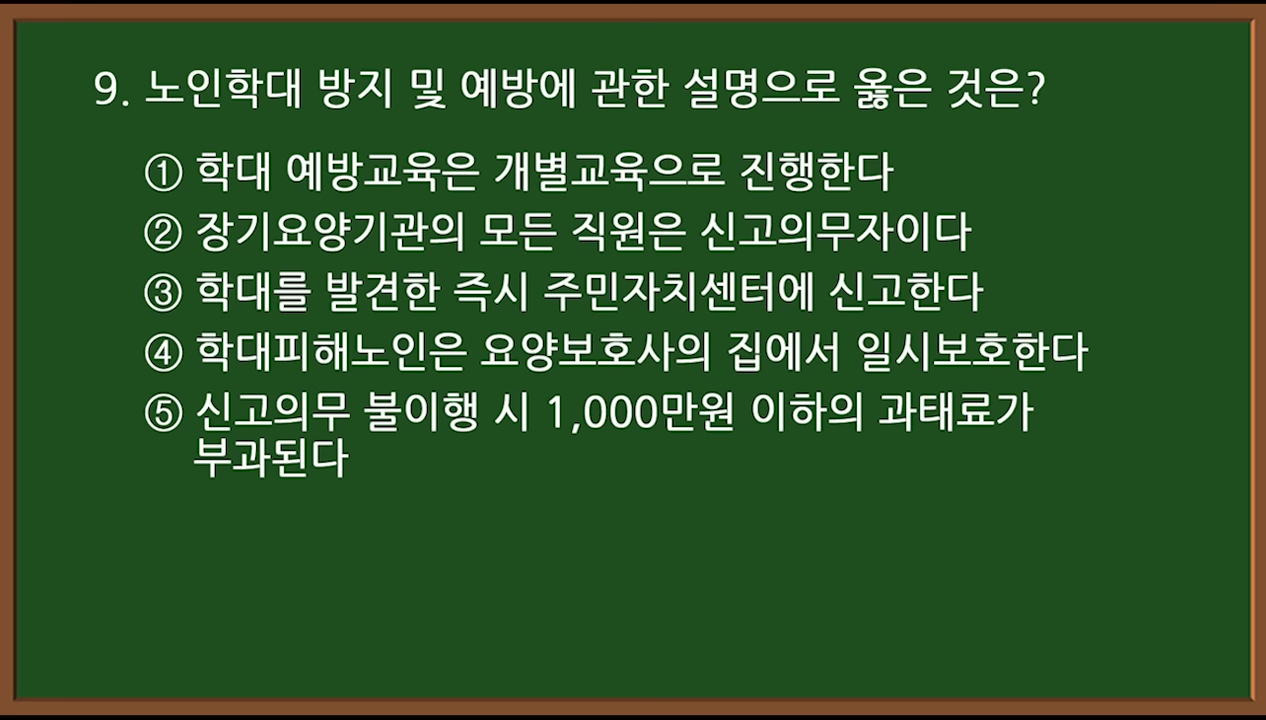 9. 노인학대 방지 및 예방에 관한 설명으로 옳은 것은?
① 학대 예방교육은 개별교육으로 진행한다
② 장기요양기관의 모든 직원은 신고의무자이다
③ 학대를 발견한 즉시 주민자치센터에 신고한다
④ 학대피해노인은 요양보호사의 집에서 일시보호한다
⑤ 신고의무 불이행 시 1,000만원 이하의 과태료가
부과된다